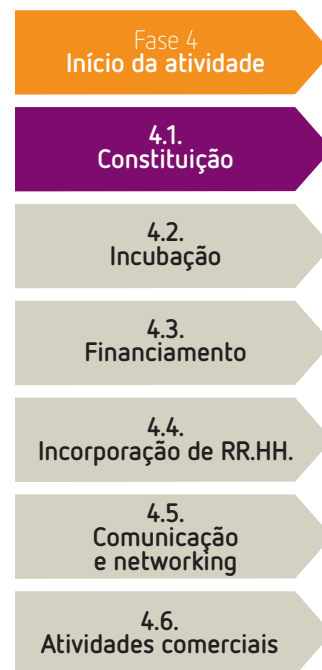 Fase 4
Início da atividade
4.1.
Constituição
4.2.
Incubação
4.3.
Financiamento
4.4.
Incorporação de RR.HH.
4.5.
Comunicação
e networking
4.6.
Atividades comerciais